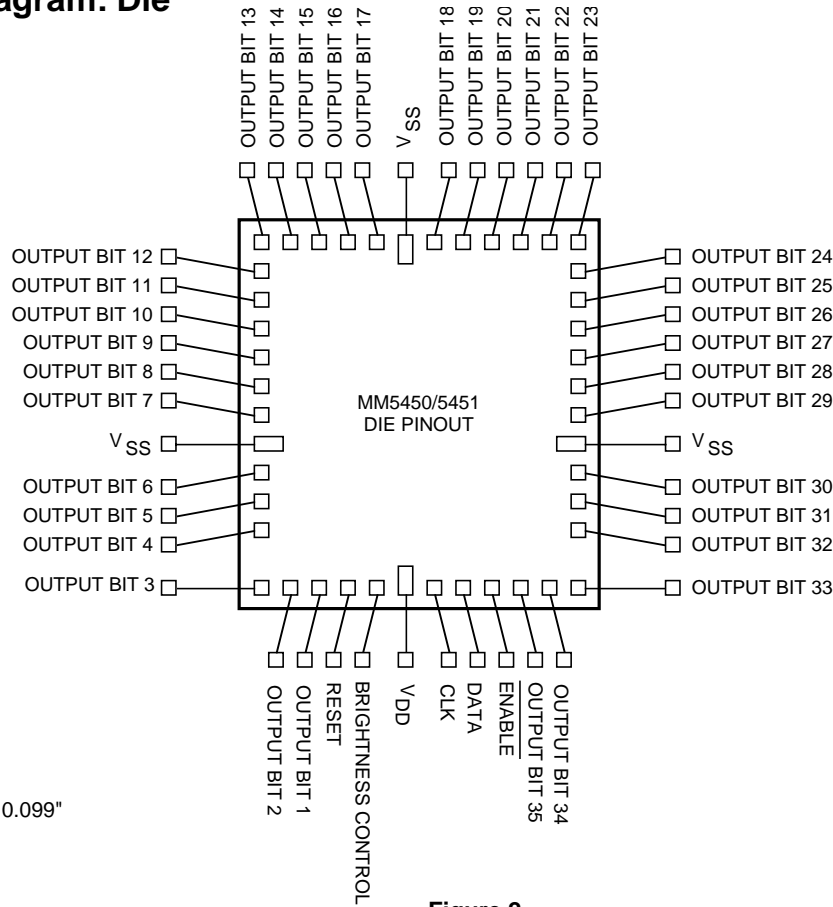 agram: Die
OUTPUT BIT 13
OUTPUT BIT 14
OUTPUT BIT 15
OUTPUT BIT 16
OUTPUT BIT 17
VSS
OUTPUT BIT 18
OUTPUT BIT 19
OUTPUT BIT 20
OUTPUT BIT 21
OUTPUT BIT 22
OUTPUT BIT 23
OUTPUT BIT 12
OUTPUT BIT 11
OUTPUT BIT 10
OUTPUT BIT 9
OUTPUT BIT 8
OUTPUT BIT 7
VSS
OUTPUT BIT 6
OUTPUT BIT 5
OUTPUT BIT 4
OUTPUT BIT 3
MM5450/5451
DIE PINOUT
OUTPUT BIT 24
OUTPUT BIT 25
OUTPUT BIT 26
OUTPUT BIT 27
OUTPUT BIT 28
OUTPUT BIT 29
VSS
OUTPUT BIT 30
OUTPUT BIT 31
OUTPUT BIT 32
OUTPUT BIT 33
OUTPUT BIT 2
OUTPUT BIT 1
RESET
BRIGHTNESS CONTROL
VDD
CLK
DATA
ENABLE
OUTPUT BIT 35
OUTPUT BIT 34
0.099"
Figure